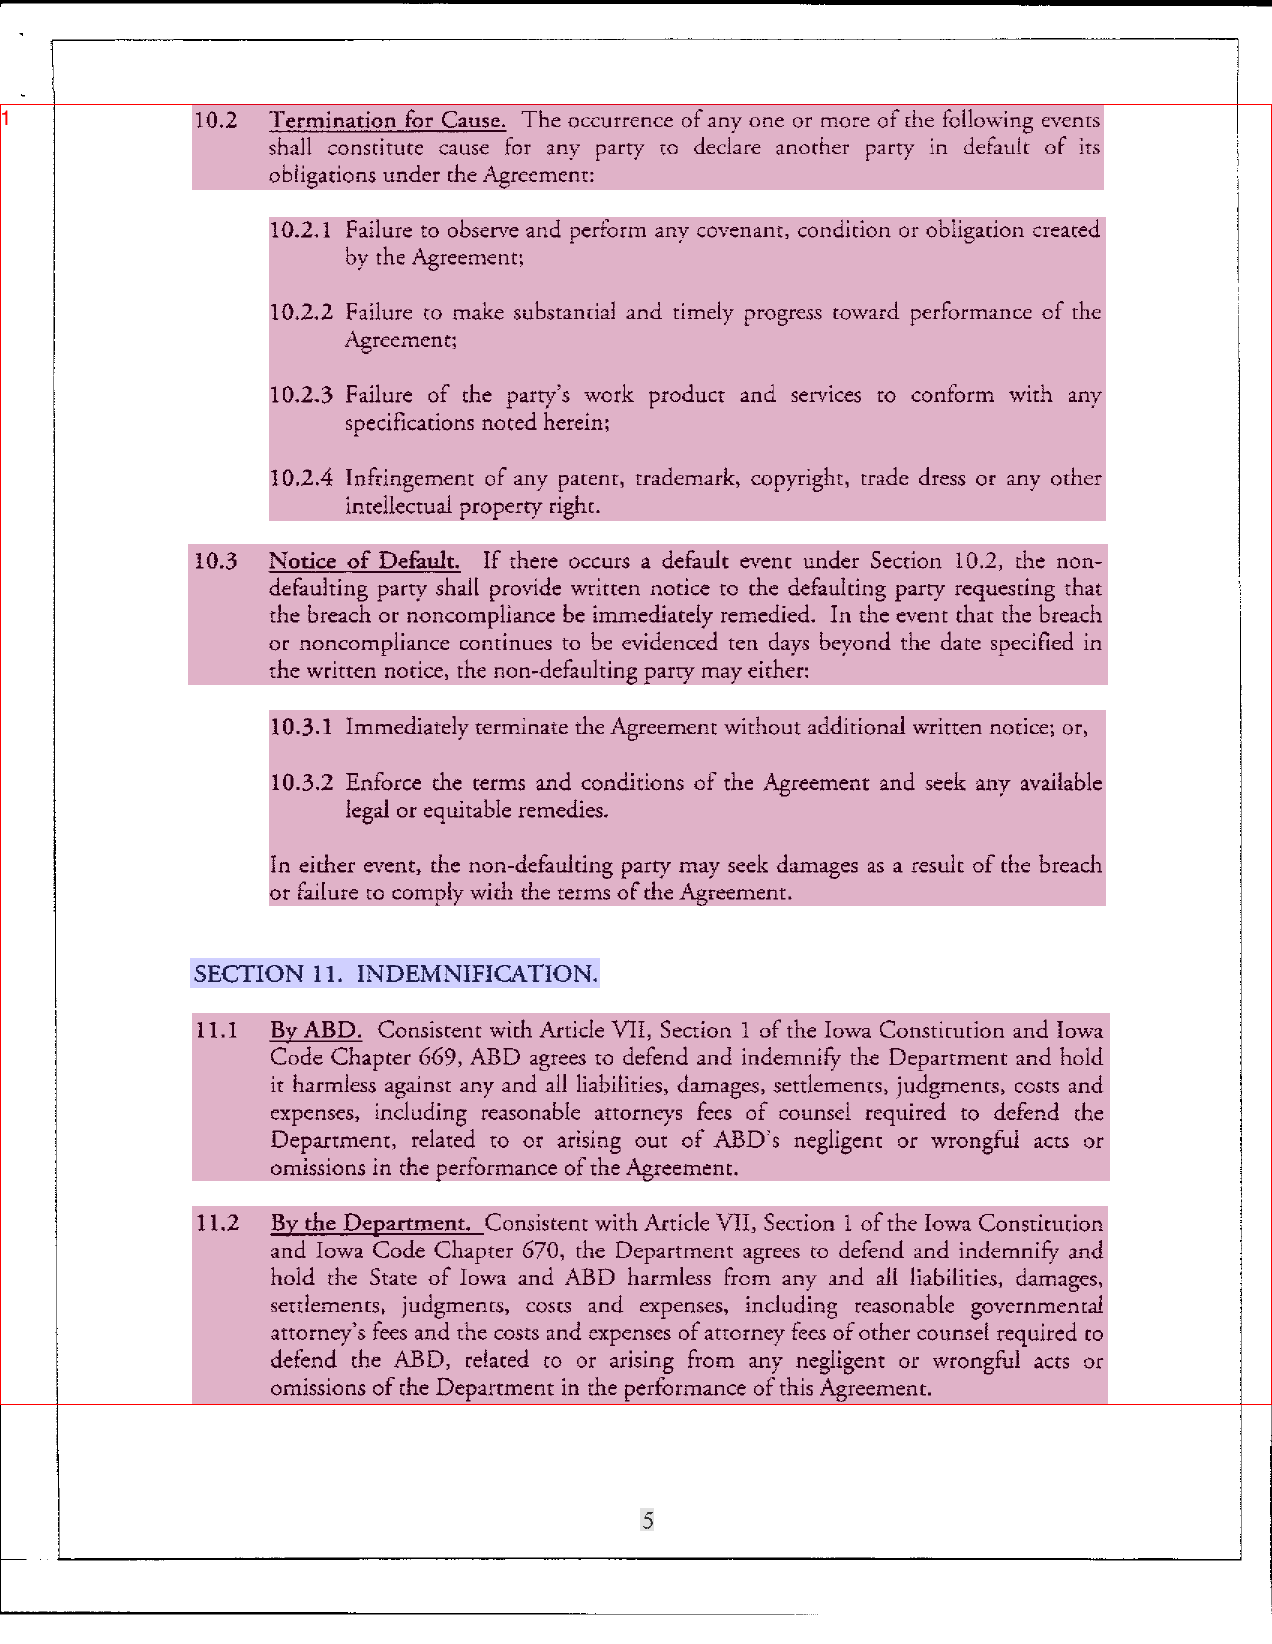 1
10.2 Termination for Cause. The occurrence of any one or more of the following events
shall constitute cause for any party to declare another party in default of its
obligations under the Agreement:
10.2.1 Failure to observe and perform any covenant, condition or obligation created
by the Agreement;
10.2.2 Failure to make substantial and timely progress toward performance of the
Agreement;
10.2.3 Failure of the party's work product and services to conform with any
specifications noted herein;
10.2.4 Infringement of any patent, trademark, copyright, trade dress or any other
intellectual property right.
10.3 Notice of Default. If there occurs a default event under Section 10.2, the non-
defaulting party shall provide written notice to the defaulting party requesting that
the breach or noncompliance be immediately remedied. In the event that the breach
or noncompliance continues to be evidenced ten days beyond the date specified in
the written notice, the non-defaulting party may either:
10.3.1 Immediately terminate the Agreement without additional written notice; or,
10.3.2 Enforce the terms and conditions of the Agreement and seek any available
legal or equitable remedies.
In either event, the non-defaulting party may seek damages as a result of the breach
or failure to comply with the terms of the Agreement.
SECTION 11. INDEMNIFICATION.
11.1 By ABD. Consistent with Article VII, Section 1 of the Iowa Constitution and Iowa
Code Chapter 669, ABD agrees to defend and indemnify the Department and hold
it harmless against any and all liabilities, damages, settlements, judgments, costs and
expenses, including reasonable attorneys fees of counsel required to defend the
Department, related to or arising out of ABD's negligent or wrongful acts or
omissions in the performance of the Agreement.
11.2 By the Department. Consistent with Article VII, Section 1 of the Iowa Constitution
and Iowa Code Chapter 670, the Department agrees to defend and indemnify and
hold the State of Iowa and ABD harmless from any and all liabilities, damages,
settlements, judgments, costs and expenses, including reasonable governmental
attorney's fees and the costs and expenses of attorney fees of other counsel required to
defend the ABD, related to or arising from any negligent or wrongful acts or
omissions of the Department in the performance of this Agreement.
5